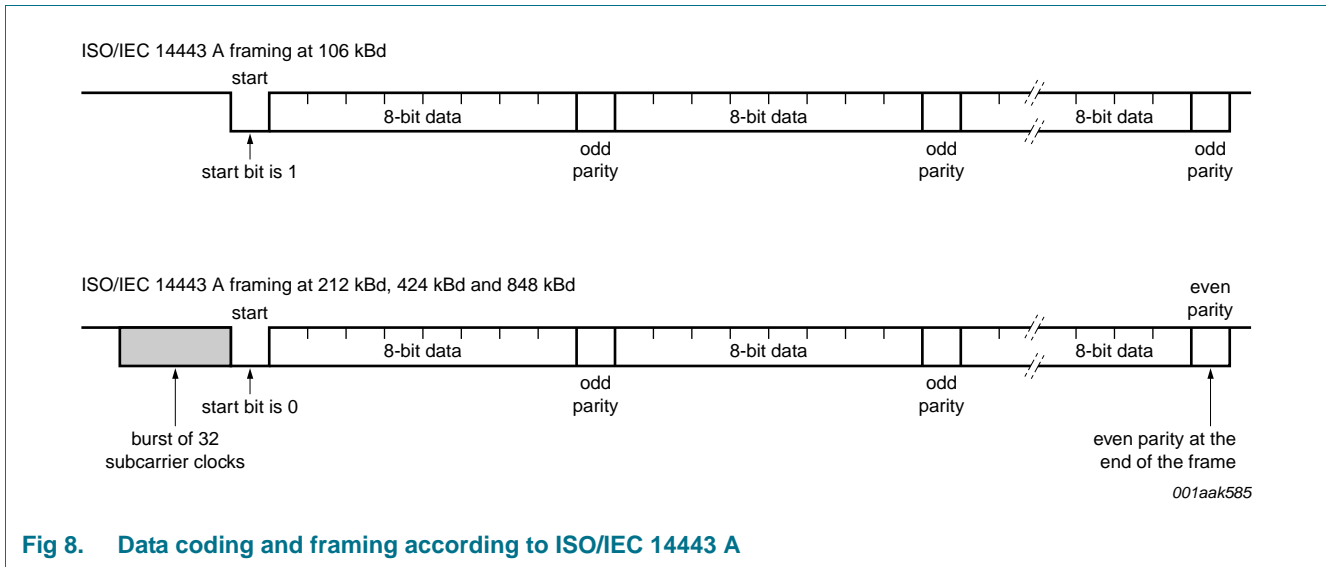 ISO/IEC 14443 A framing at 106 kBd
start
8-bit data
8-bit data
8-bit data
start bit is 1
odd
parity
odd
parity
odd
parity
ISO/IEC 14443 A framing at 212 kBd, 424 kBd and 848 kBd
even
parity
start
8-bit data
8-bit data
8-bit data
start bit is 0
odd
parity
odd
parity
burst of 32
subcarrier clocks
even parity at the
end of the frame
001aak585
Fig 8. Data coding and framing according to ISO/IEC 14443 A